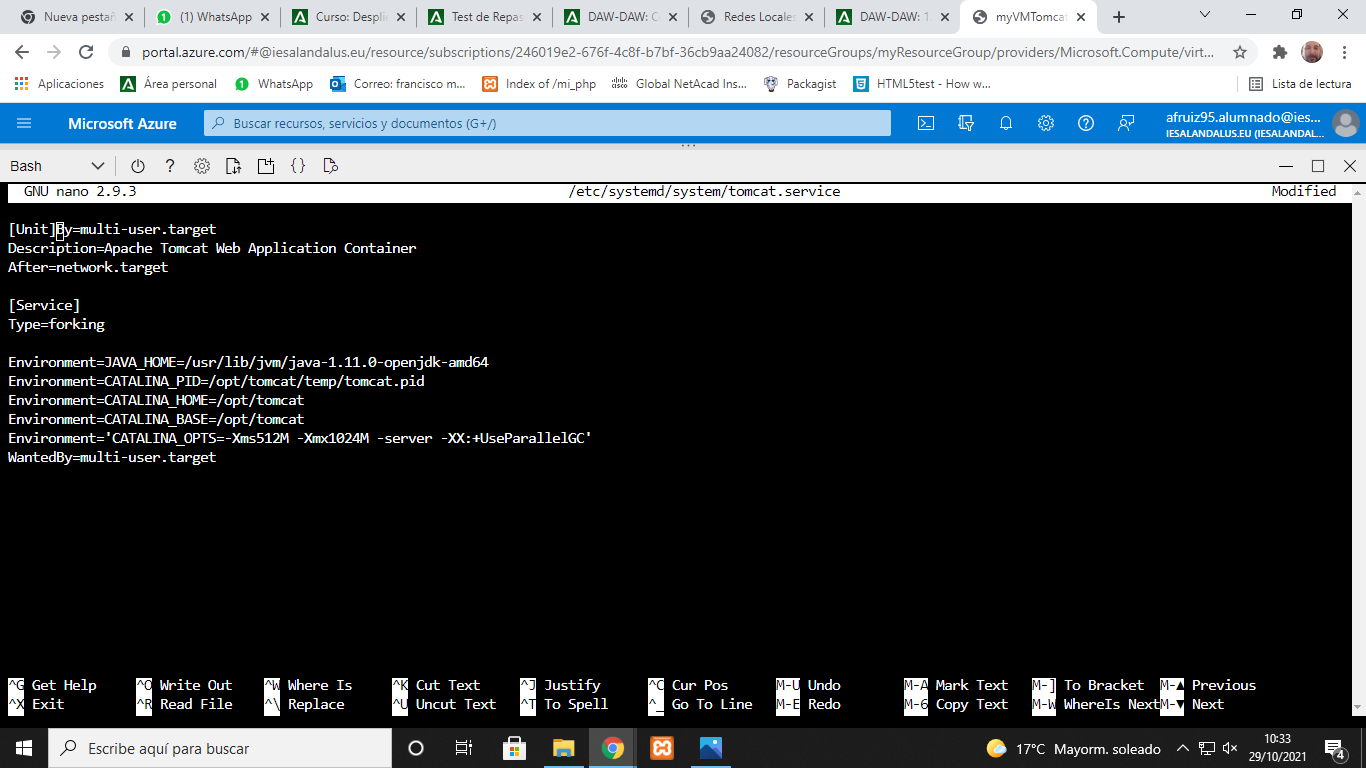 Nueva pestañ
(1) WhatsApp
Curso: Desplie
Test de Repas
DAW-DAW: C
Redes Locales
DAW-DAW: T
myVMTomcat
portal.azure.com/#@iesalandalus.eu/resource/subscriptions/246019e2-676f-4c8f-b7bf-36cb9aa24082/resourceGroups/myResourceGroup/providers/Microsoft.Compute/virt...
Aplicaciones
Área personal
WhatsApp
Correo: francisco m...
Index of /mi_php
Global NetAcad Ins...
Packagist
HTML5test - How w...
Lista de lectura
Microsoft Azure
Buscar recursos, servicios y documentos (G+/)
afruiz95.alumnado@ies...
IESALANDALUS.EU (IESALANDAL...
Bash
GNU nano 2.9.3 /etc/systemd/system/tomcat.service Modified
[Unit]By=multi-user.target
Description=Apache Tomcat Web Application Container
After=network.target
[Service]
Type=forking
Environment=JAVA_HOME=/usr/lib/jvm/java-1.11.0-openjdk-amd64
Environment=CATALINA_PID=/opt/tomcat/temp/tomcat.pid
Environment=CATALINA_HOME=/opt/tomcat
Environment=CATALINA_BASE=/opt/tomcat
Environment='CATALINA_OPTS=-Xms512M -Xmx1024M -server -XX:+UseParallelGC'
WantedBy=multi-user.target
^G Get Help ^O Write Out ^W Where Is ^K Cut Text ^J Justify ^C Cur Pos M-U Undo M-A Mark Text M-] To Bracket M-▲ Previous
^X Exit ^R Read File ^\ Replace ^U Uncut Text ^T To Spell ^_ Go To Line M-E Redo M-6 Copy Text M-W WhereIs Next M-▼ Next
Escribe aquí para buscar
17°C Mayorm. soleado
10:33
29/10/2021
4